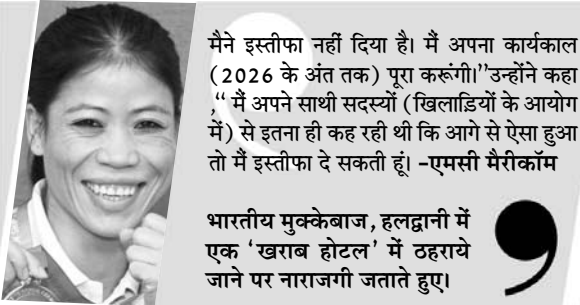 मैने इस्तीफा नहीं दिया है। मैं अपना कार्यकाल
(2026 के अंत तक) पूरा करूंगी।’’उन्होंने कहा
,‘‘ मैं अपने साथी सदस्यों (खिलाड़ियों के आयोग
में) से इतना ही कह रही थी कि आगे से ऐसा हुआ
तो मैं इस्तीफा दे सकती हूं। -एमसी मैरीकॉम
भारतीय मुक्केबाज, हलद्वानी में
एक ‘खराब होटल’ में ठहराये
जाने पर नाराजगी जताते हुए।